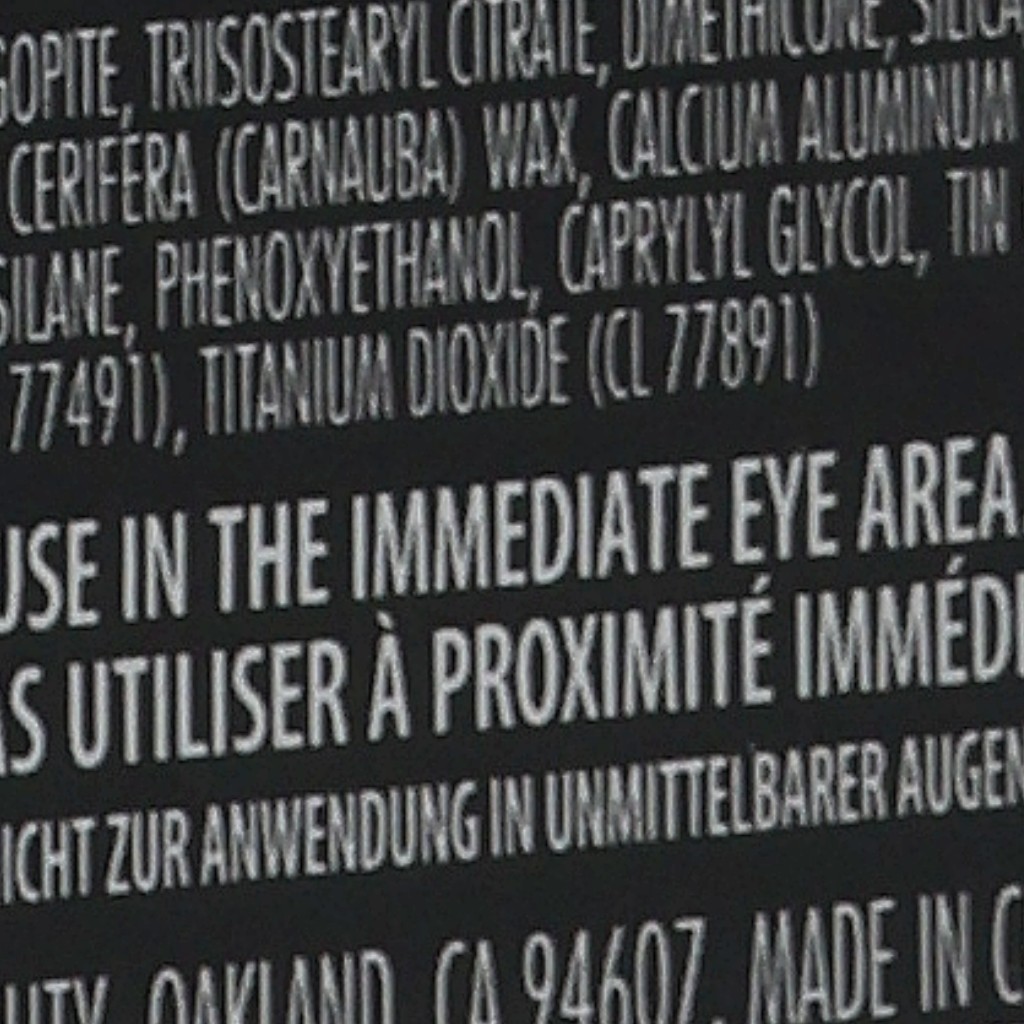 GOPITE, TRIISOSTEARYL CITRATE, DIMETHICONE, SILICA
CERIFERA (CARNAUBA) WAX, CALCIUM ALUMINUM
SILANE, PHENOXYETHANOL, CAPRYLYL GLYCOL, TIN
77491), TITANIUM DIOXIDE (CL 77891)
USE IN THE IMMEDIATE EYE AREA.
AS UTILISER À PROXIMITÉ IMMÉDI
ICHT ZUR ANWENDUNG IN UNMITTELBARER AUGEN
UTY, OAKLAND, CA 94607. MADE IN C